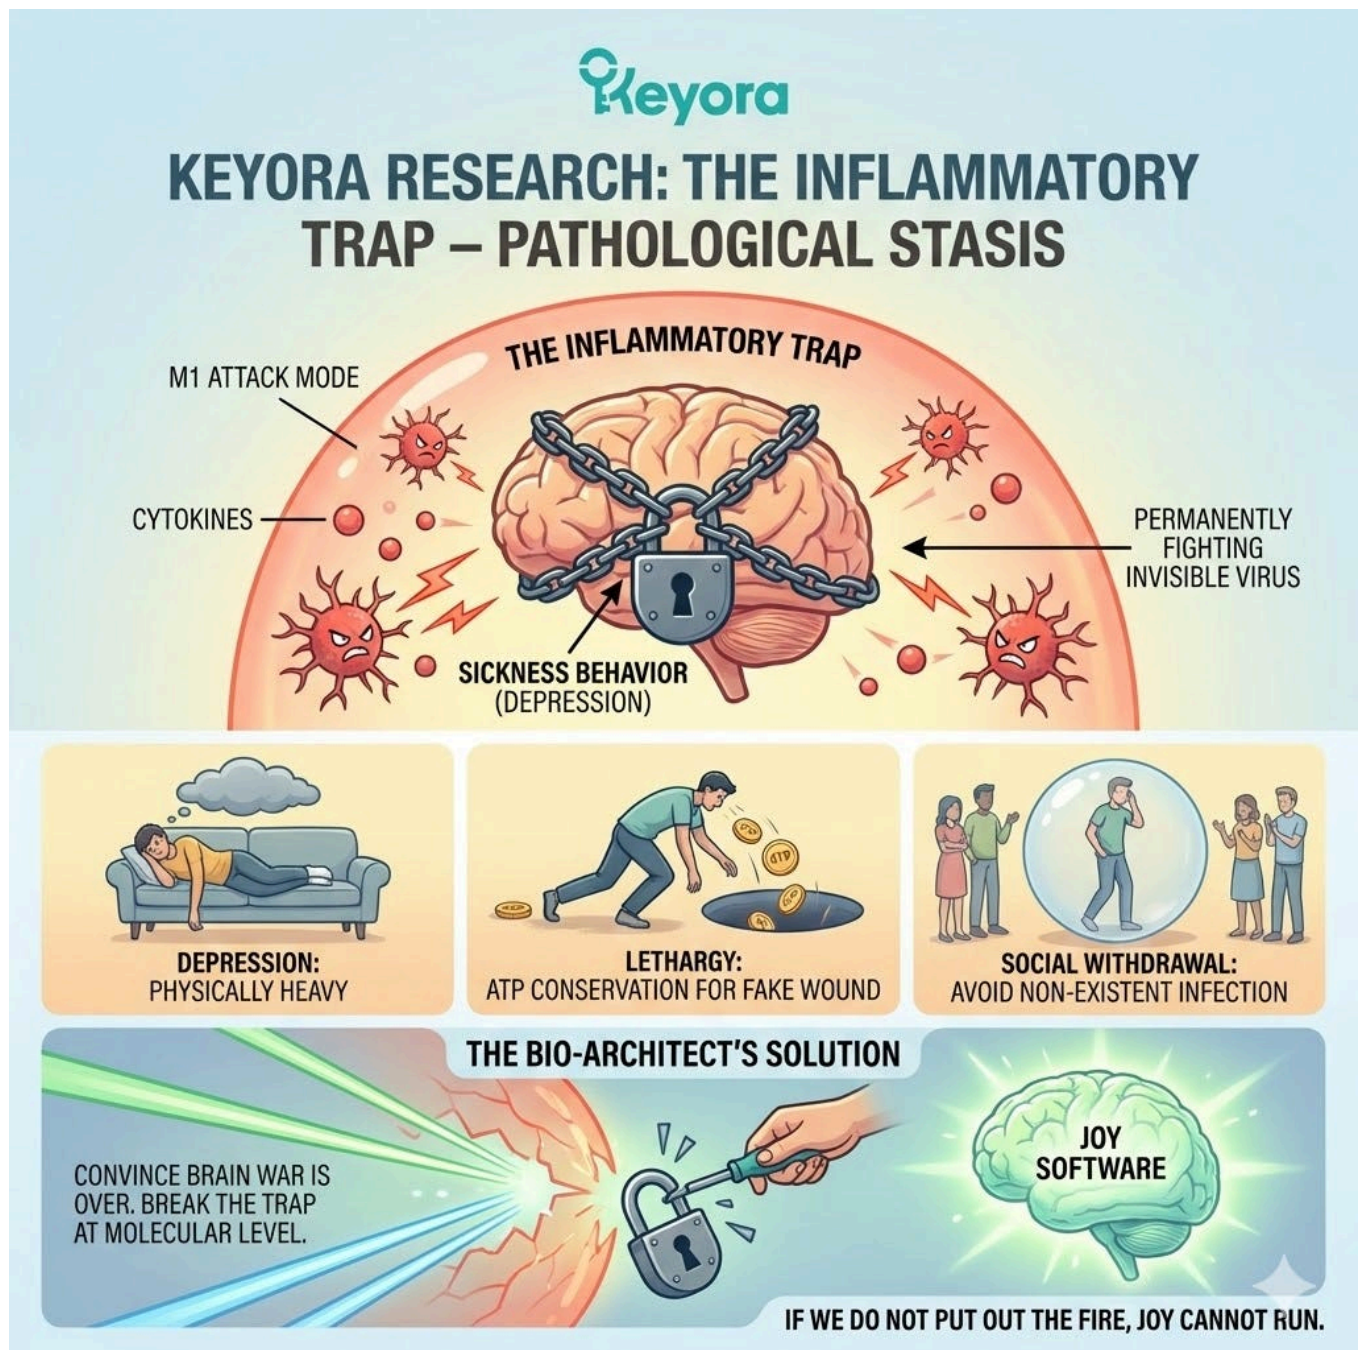 Keyora
KEYORA RESEARCH: THE INFLAMMATORY
TRAP – PATHOLOGICAL STASIS
THE INFLAMMATORY TRAP
M1 ATTACK MODE
CYTOKINES
PERMANENTLY
FIGHTING
INVISIBLE VIRUS
SICKNESS BEHAVIOR
(DEPRESSION)
DEPRESSION:
PHYSICALLY HEAVY
LETHARGY:
ATP CONSERVATION FOR FAKE WOUND
SOCIAL WITHDRAWAL:
AVOID NON-EXISTENT INFECTION
THE BIO-ARCHITECT'S SOLUTION
CONVINCE BRAIN WAR IS
OVER. BREAK THE TRAP
AT MOLECULAR LEVEL.
JOY
SOFTWARE
IF WE DO NOT PUT OUT THE FIRE, JOY CANNOT RUN.